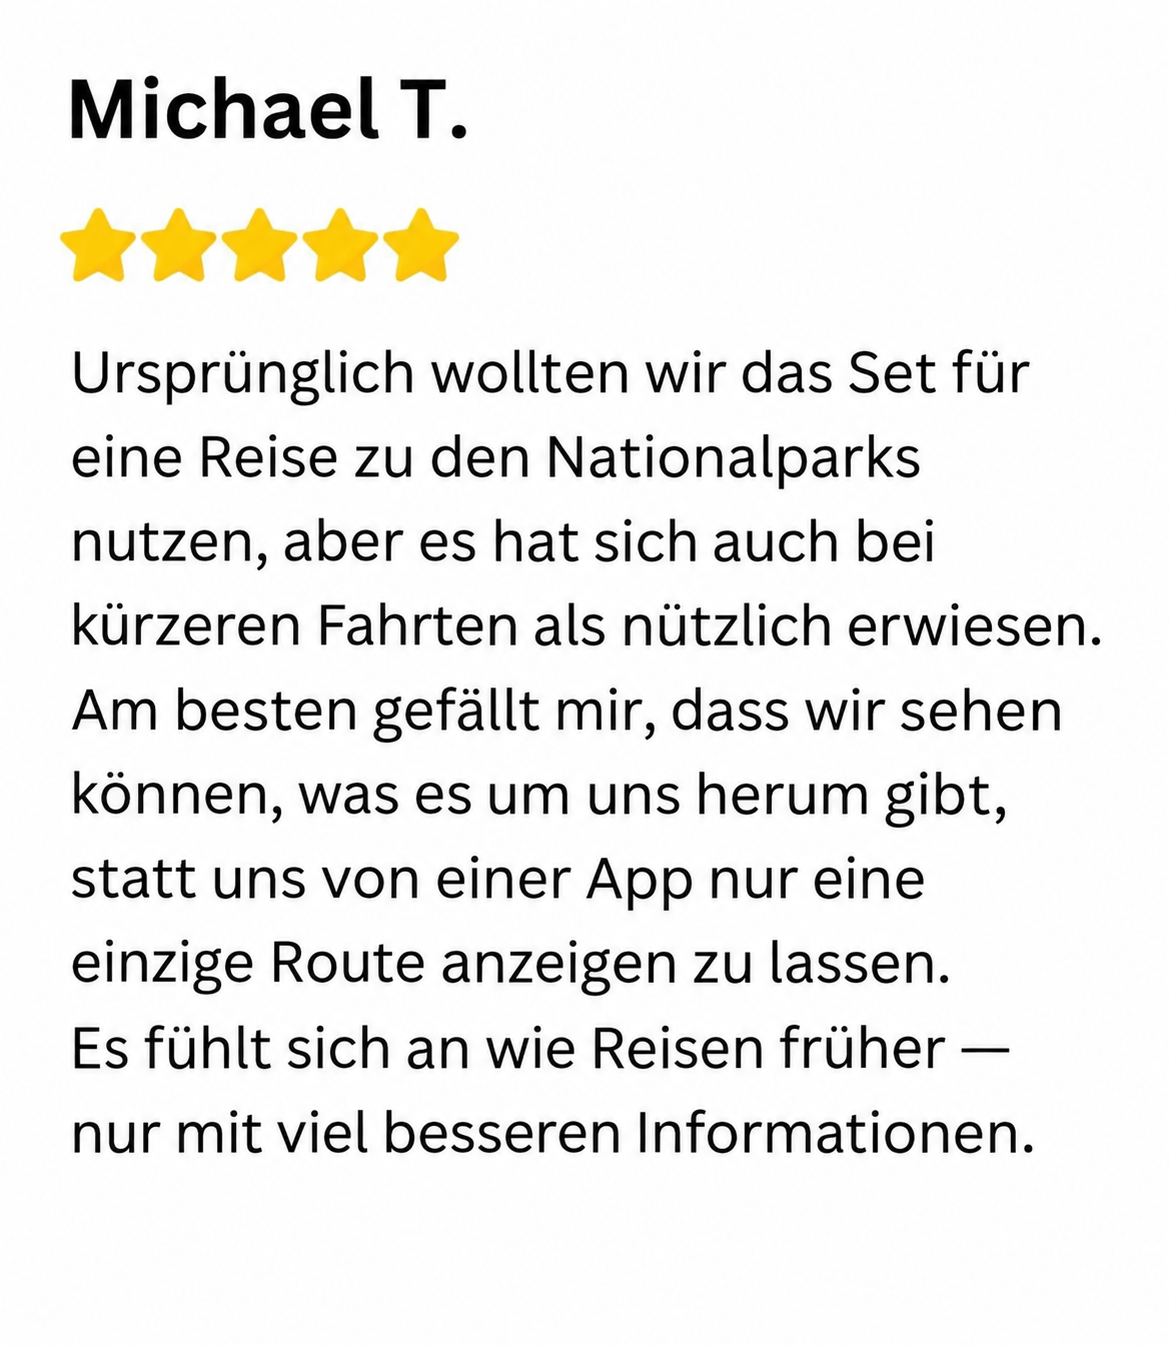 Michael T.
Ursprünglich wollten wir das Set für
eine Reise zu den Nationalparks
nutzen, aber es hat sich auch bei
kürzeren Fahrten als nützlich erwiesen.
Am besten gefällt mir, dass wir sehen
können, was es um uns herum gibt,
statt uns von einer App nur eine
einzige Route anzeigen zu lassen.
Es fühlt sich an wie Reisen früher —
nur mit viel besseren Informationen.